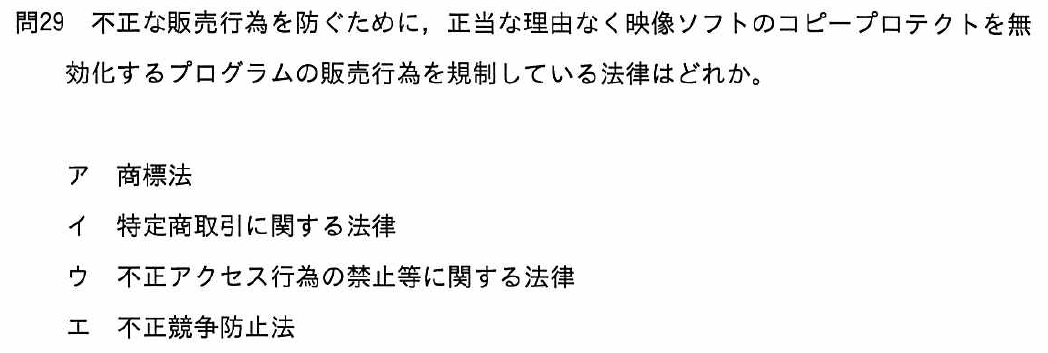 問29　不正な販売行為を防ぐために，正当な理由なく映像ソフトのコピープロテクトを無
効化するプログラムの販売行為を規制している法律はどれか。
ア　商標法
イ　特定商取引に関する法律
ウ　不正アクセス行為の禁止等に関する法律
エ　不正競争防止法